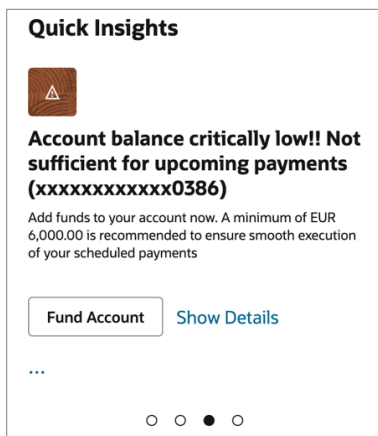 Quick Insights
Account balance critically low!! Not
sufficient for upcoming payments
(xxxxxxxxxxxx0386)
Add funds to your account now. A minimum of EUR
6,000.00 is recommended to ensure smooth execution
of your scheduled payments
Fund Account Show Details
...